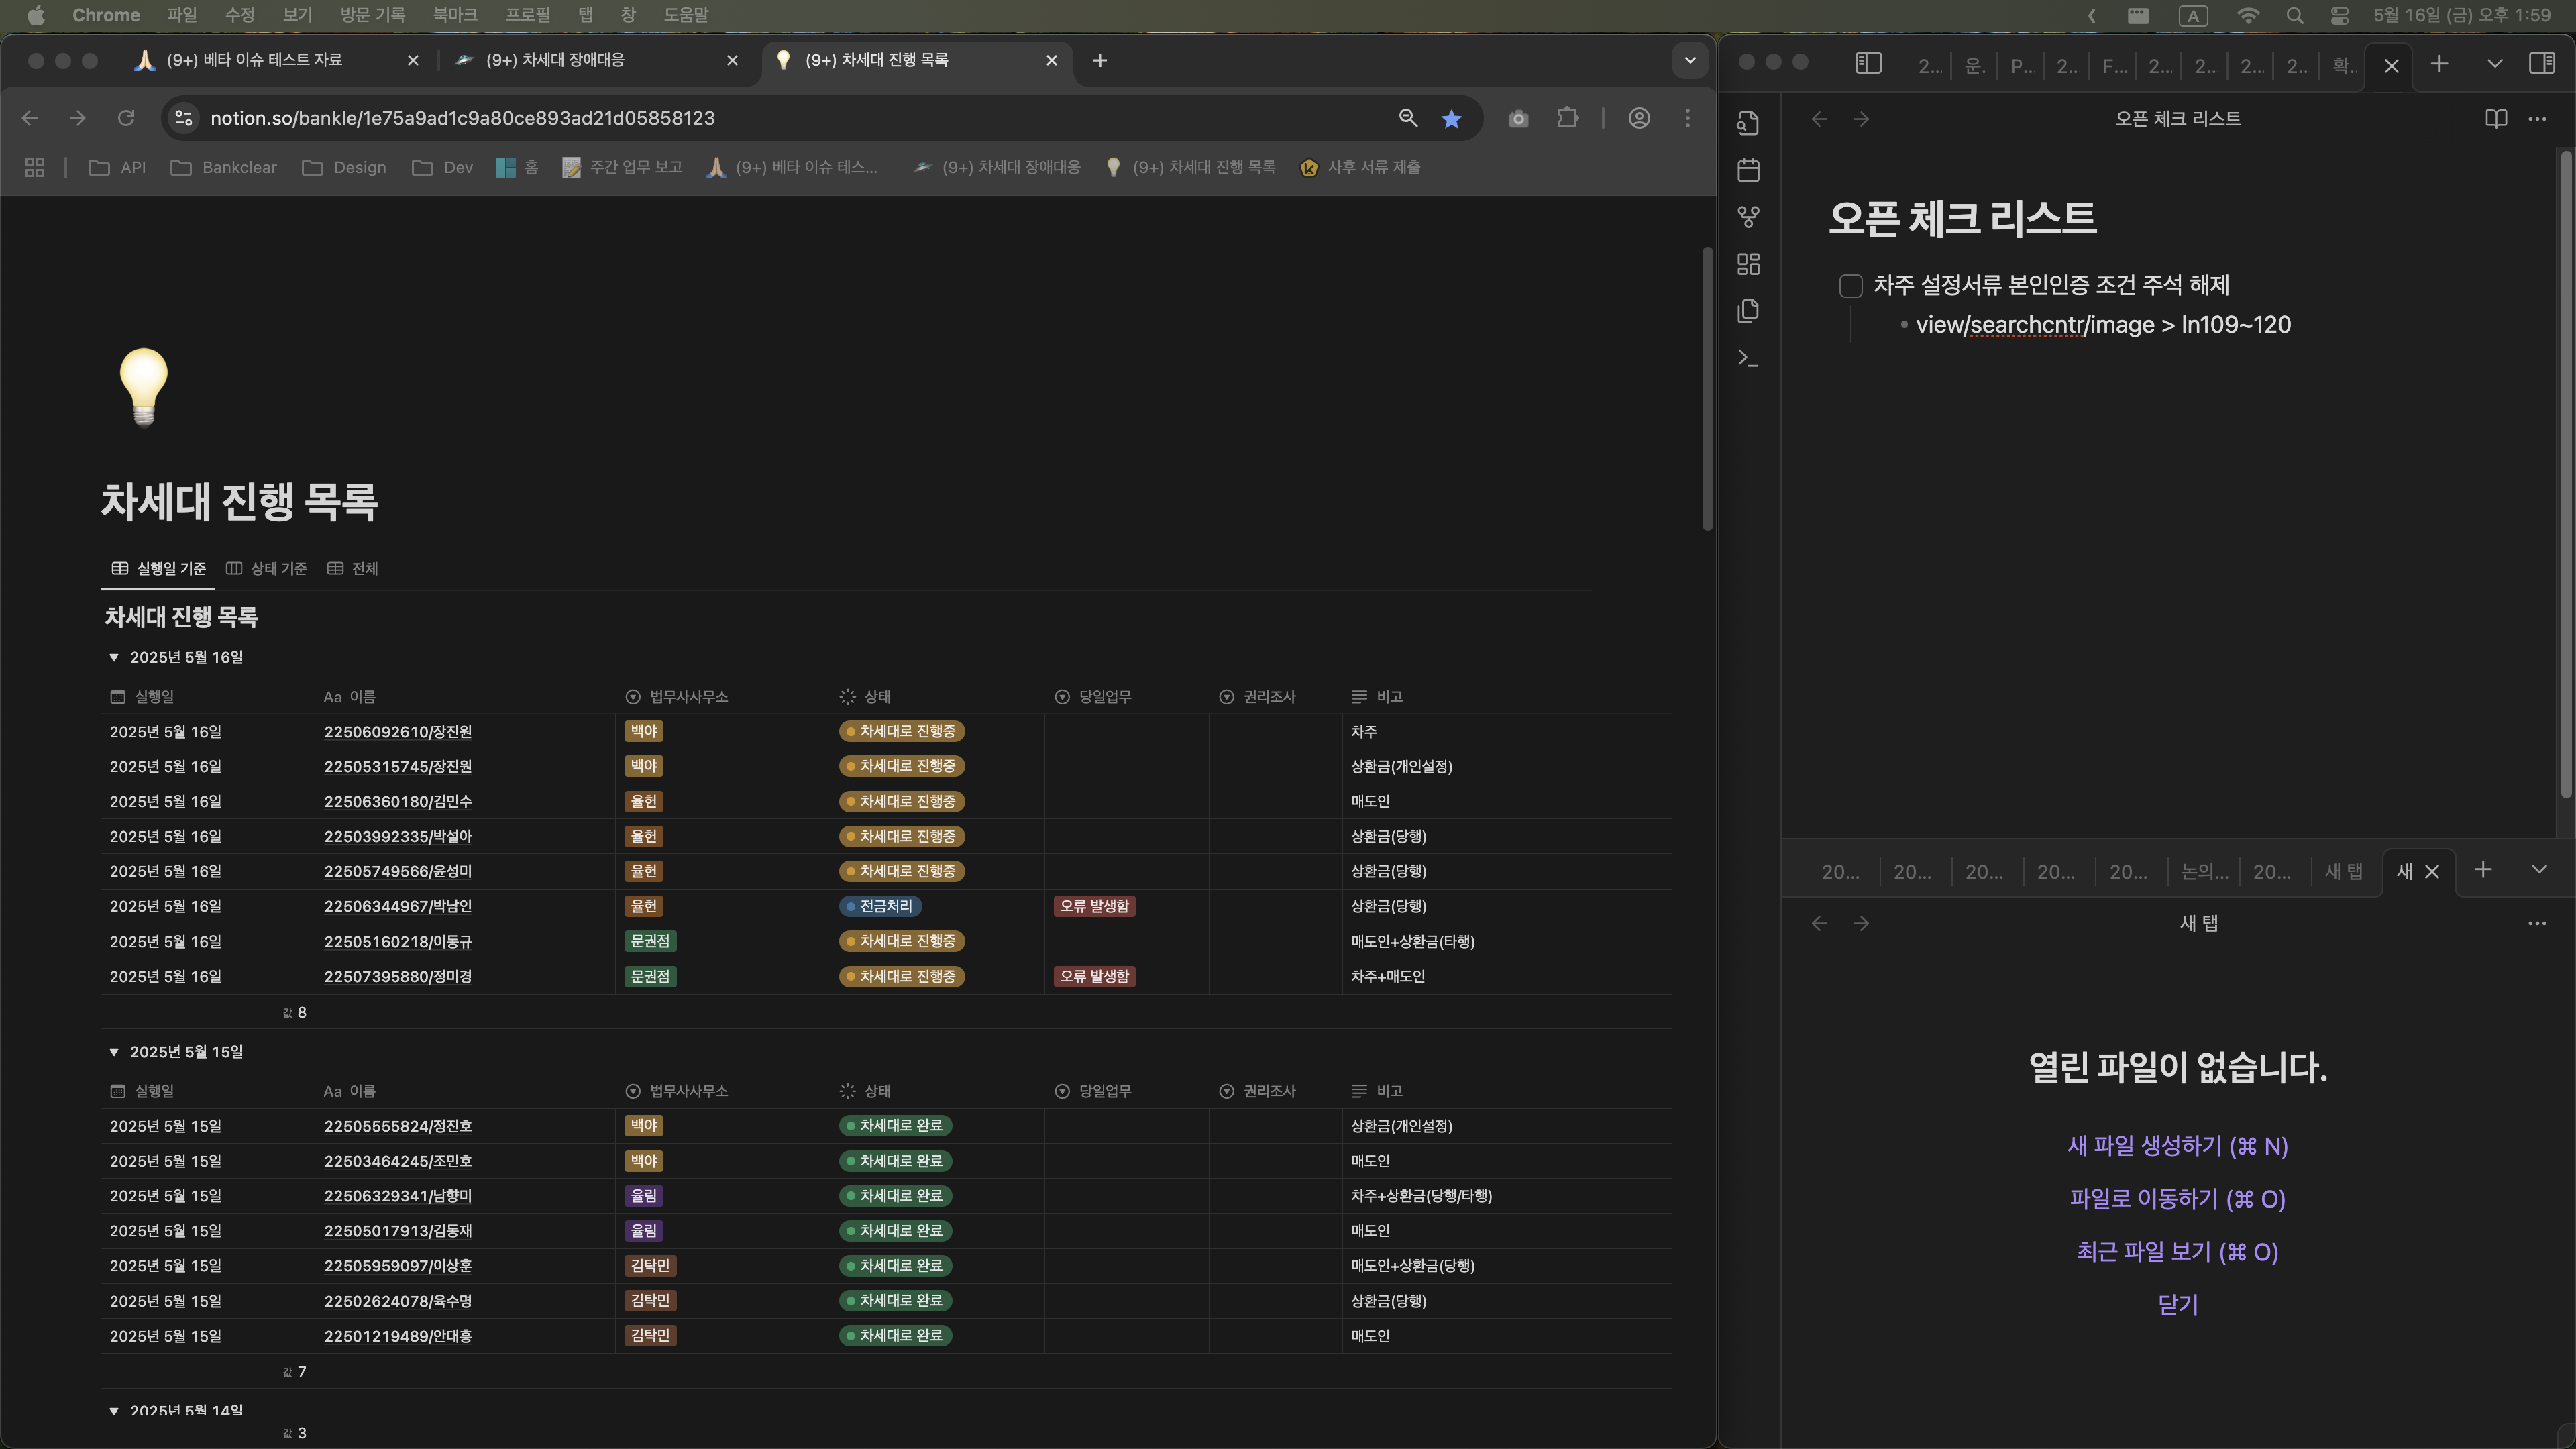 Chrome 파일 수정 보기 방문 기록 북마크 프로필 탭 창 도움말 A 5월 16일 (금) 오후 1:59
(9+) 베타 이슈 테스트 자료 (9+) 차세대 장애대응 (9+) 차세대 진행 목록
notion.so/bankle/1e75a9ad1c9a80ce893ad21d05858123
API Bankclear Design Dev 홈 주간 업무 보고 (9+) 베타 이슈 테스... (9+) 차세대 장애대응 (9+) 차세대 진행 목록 사후 서류 제출
차세대 진행 목록
실행일 기준 상태 기준 전체
차세대 진행 목록
2025년 5월 16일
실행일 Aa 이름 법무사사무소 상태 당일업무 권리조사 비고
2025년 5월 16일 22506092610/장진원 백야 차세대로 진행중 차주
2025년 5월 16일 22505315745/장진원 백야 차세대로 진행중 상환금(개인설정)
2025년 5월 16일 22506360180/김민수 율헌 차세대로 진행중 매도인
2025년 5월 16일 22503992335/박설아 율헌 차세대로 진행중 상환금(당행)
2025년 5월 16일 22505749566/윤성미 율헌 차세대로 진행중 상환금(당행)
2025년 5월 16일 22506344967/박남인 율헌 전금처리 오류 발생함 상환금(당행)
2025년 5월 16일 22505160218/이동규 문권점 차세대로 진행중 매도인+상환금(타행)
2025년 5월 16일 22507395880/정미경 문권점 차세대로 진행중 오류 발생함 차주+매도인
값 8
2025년 5월 15일
실행일 Aa 이름 법무사사무소 상태 당일업무 권리조사 비고
2025년 5월 15일 22505555824/정진호 백야 차세대로 완료 상환금(개인설정)
2025년 5월 15일 22503464245/조민호 백야 차세대로 완료 매도인
2025년 5월 15일 22506329341/남향미 율림 차세대로 완료 차주+상환금(당행/타행)
2025년 5월 15일 22505017913/김동재 율림 차세대로 완료 매도인
2025년 5월 15일 22505959097/이상훈 김탁민 차세대로 완료 매도인+상환금(당행)
2025년 5월 15일 22502624078/육수명 김탁민 차세대로 완료 상환금(당행)
2025년 5월 15일 22501219489/안대흥 김탁민 차세대로 완료 매도인
값 7
2025년 5월 14일
값 3
2... 운.. P... 2... F... 2... 2... 2... 2... 확..
오픈 체크 리스트
오픈 체크 리스트
차주 설정서류 본인인증 조건 주석 해제
view/searchcntr/image > ln109~120
20... 20... 20... 20... 20... 논의... 20... 새 탭 새
새 탭
열린 파일이 없습니다.
새 파일 생성하기 (⌘ N)
파일로 이동하기 (⌘ O)
최근 파일 보기 (⌘ O)
닫기